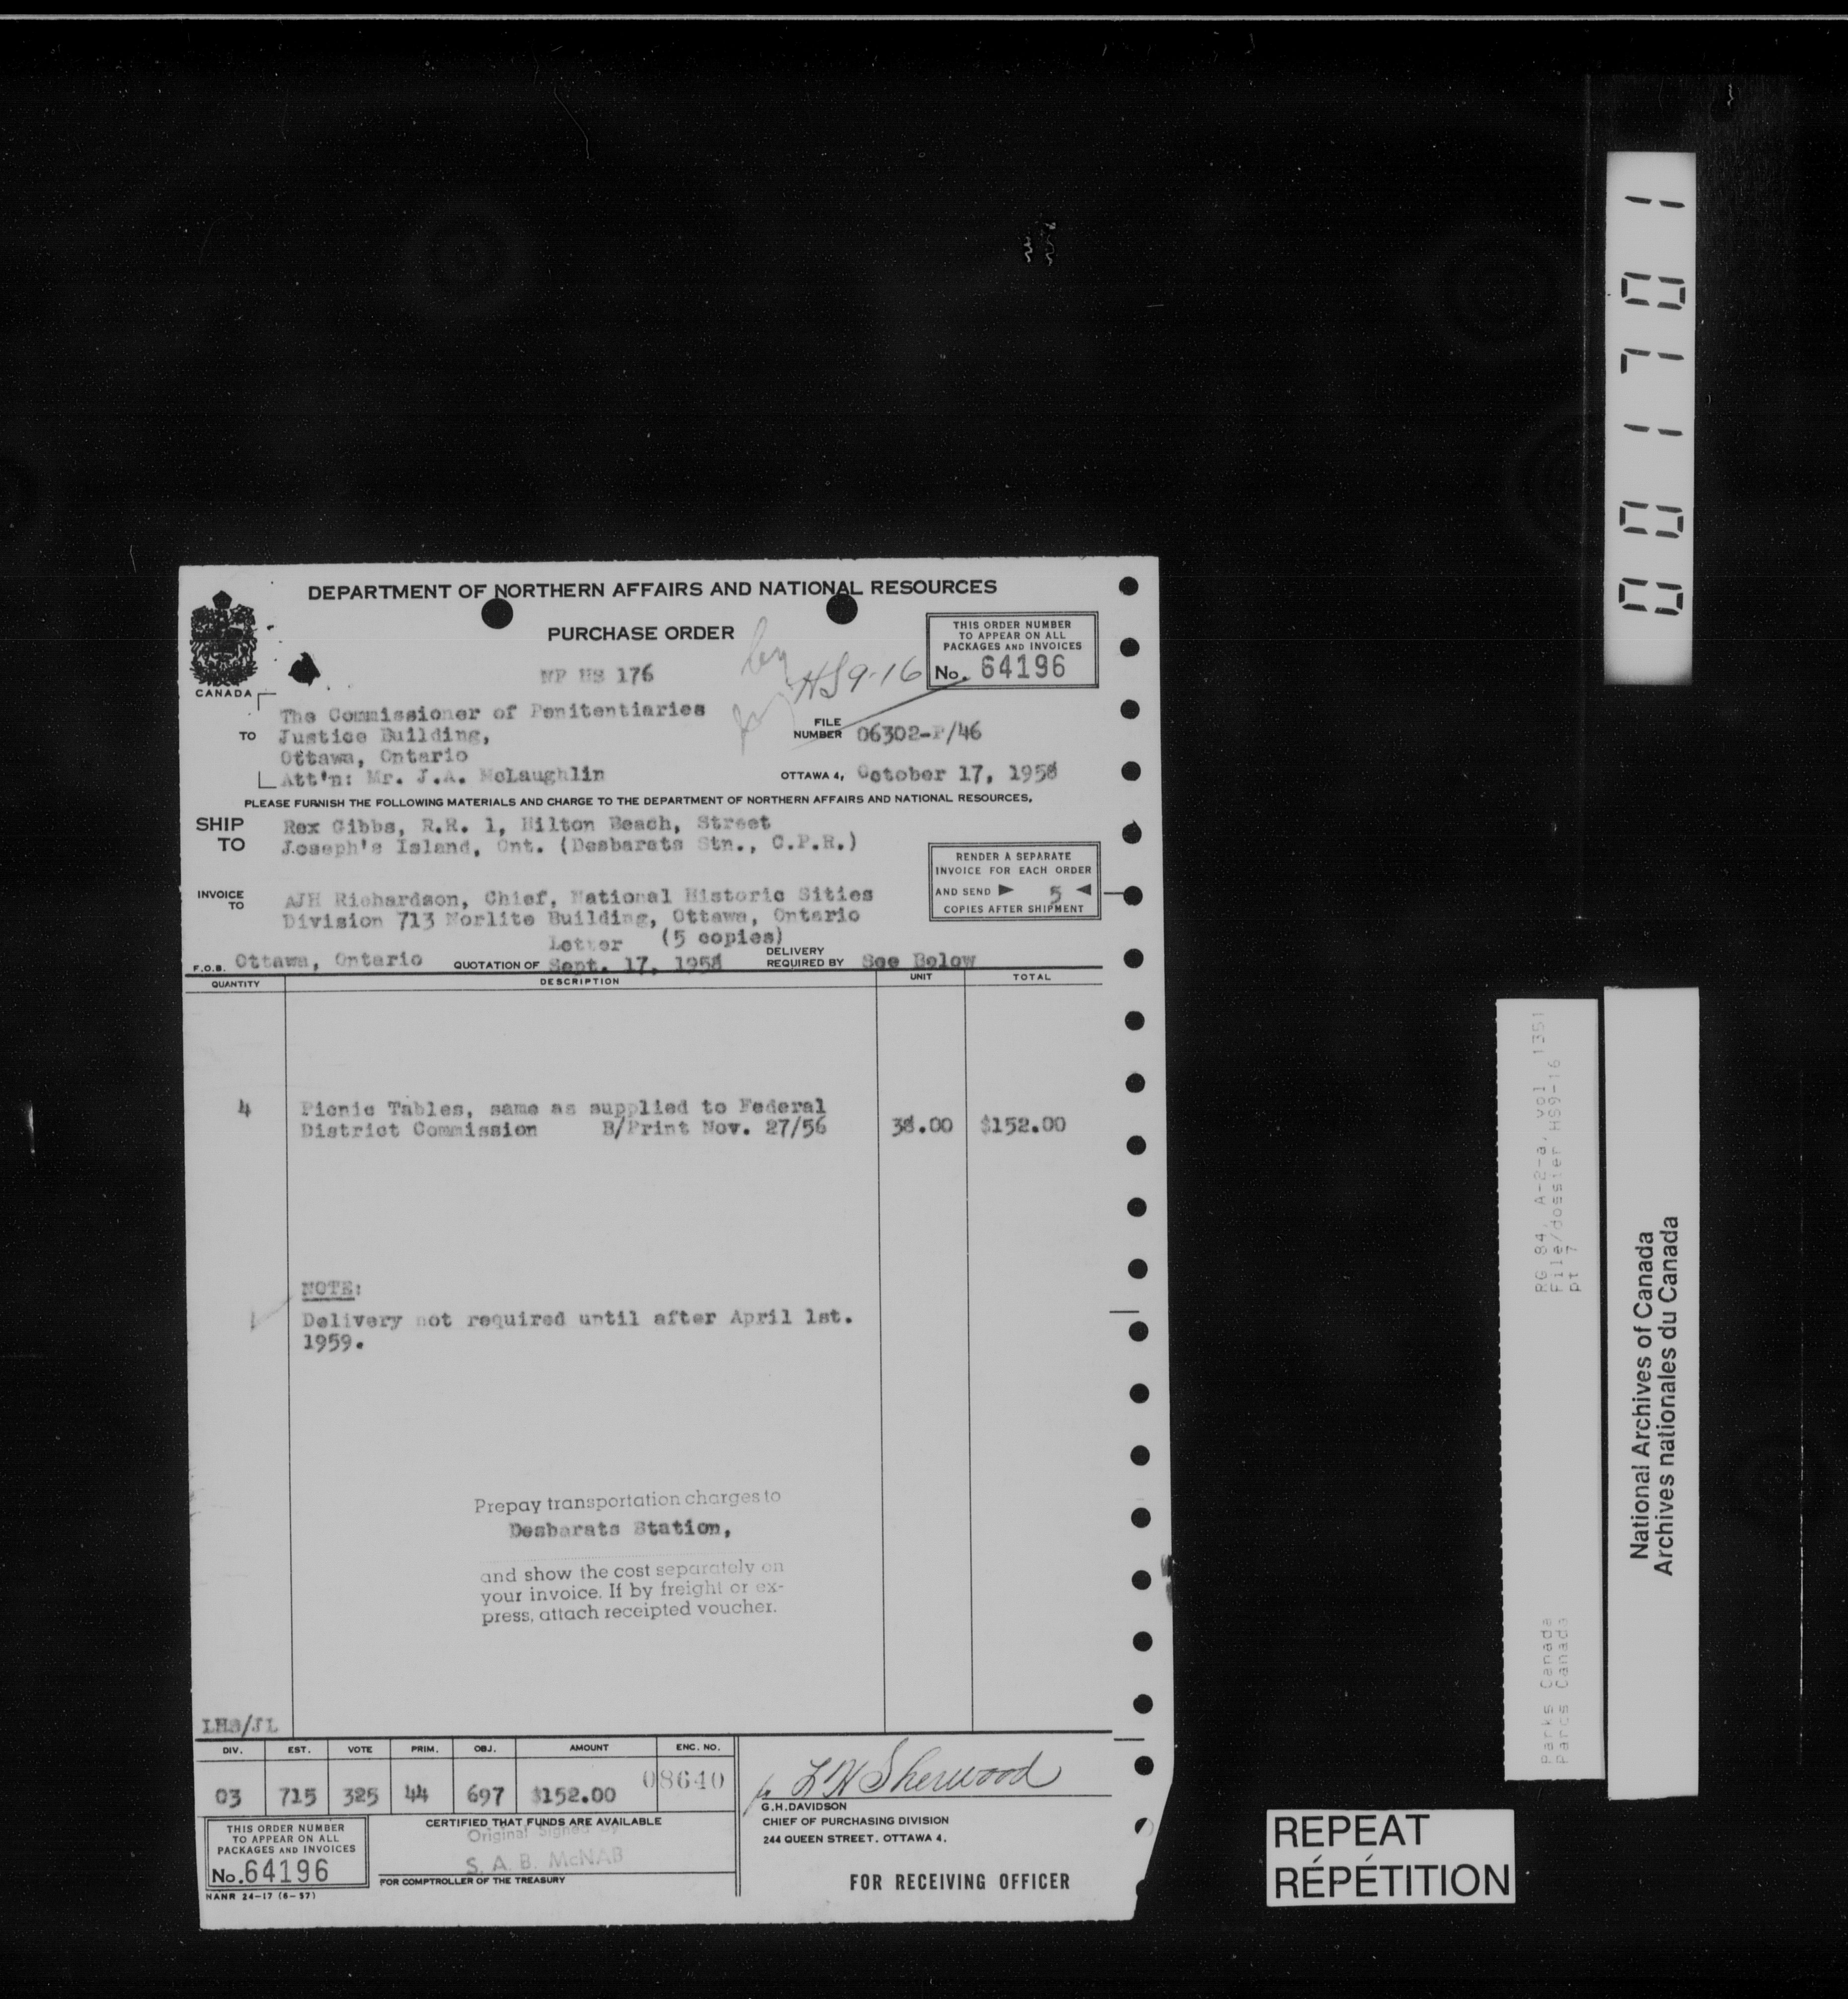 DEPARTMENT OF NORTHERN AFFAIRS AND NATIONAL RESOURCES
PURCHASE ORDER
THIS ORDER NUMBER
TO APPEAR ON ALL
PACKAGES AND INVOICES
No. 64196
CANADA
HS 176
HS9-16
The Commissioner of Penitentiaries
TO Justice Building,
Ottawa, Ontario
Att'n: Mr. J.A. McLaughlin
FILE
NUMBER 06302-P/46
OTTAWA 4, October 17, 1958
PLEASE FURNISH THE FOLLOWING MATERIALS AND CHARGE TO THE DEPARTMENT OF NORTHERN AFFAIRS AND NATIONAL RESOURCES,
SHIP TO Rex Gibbs, R.R. 1, Hilton Beach, Street
Joseph's Island, Ont. (Desbarats Stn., C.P.R.)
RENDER A SEPARATE
INVOICE FOR EACH ORDER
AND SEND 5
COPIES AFTER SHIPMENT
INVOICE TO AJH Richardson, Chief, National Historic Sities
Division 713 Norlite Building, Ottawa, Ontario
Letter (5 copies)
F.O.B. Ottawa, Ontario QUOTATION OF Sept. 17, 1958 DELIVERY REQUIRED BY See Below
QUANTITY DESCRIPTION UNIT TOTAL
4 Picnic Tables, same as supplied to Federal
District Commission B/Print Nov. 27/56 38.00 $152.00
NOTE:
Delivery not required until after April 1st.
1959.
Prepay transportation charges to
Desbarats Station,
and show the cost separately on
your invoice. If by freight or ex-
press, attach receipted voucher.
LHS/JL
DIV. EST. VOTE PRIM. OBJ. AMOUNT ENC. NO.
03 715 325 44 697 $152.00 08640
L H Sherwood
G.H. DAVIDSON
CHIEF OF PURCHASING DIVISION
244 QUEEN STREET, OTTAWA 4.
FOR RECEIVING OFFICER
THIS ORDER NUMBER
TO APPEAR ON ALL
PACKAGES AND INVOICES
No. 64196
CERTIFIED THAT FUNDS ARE AVAILABLE
Original Signed by
S. A. B. McNAB
FOR COMPTROLLER OF THE TREASURY
NANR 24-17 (6-57)
001701
RG 84, A-2-a, vol 1351
File/dossier HS9-16
pt 7
Parks Canada
Parcs Canada
National Archives of Canada
Archives nationales du Canada
REPEAT
RÉPÉTITION